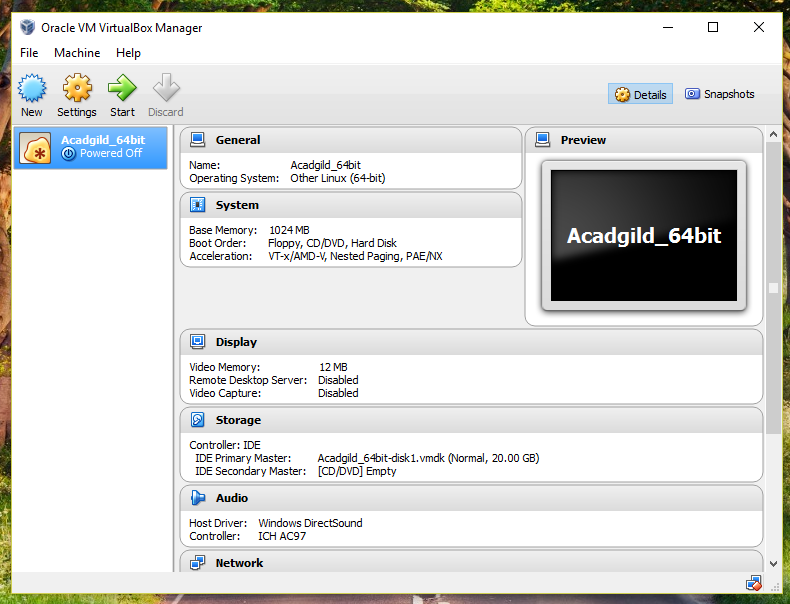 Oracle VM VirtualBox Manager
File Machine Help
New Settings Start Discard
Details Snapshots
Acadgild_64bit
Powered Off
General
Name: Acadgild_64bit
Operating System: Other Linux (64-bit)
System
Base Memory: 1024 MB
Boot Order: Floppy, CD/DVD, Hard Disk
Acceleration: VT-x/AMD-V, Nested Paging, PAE/NX
Preview
Acadgild_64bit
Display
Video Memory: 12 MB
Remote Desktop Server: Disabled
Video Capture: Disabled
Storage
Controller: IDE
IDE Primary Master: Acadgild_64bit-disk1.vmdk (Normal, 20.00 GB)
IDE Secondary Master: [CD/DVD] Empty
Audio
Host Driver: Windows DirectSound
Controller: ICH AC97
Network